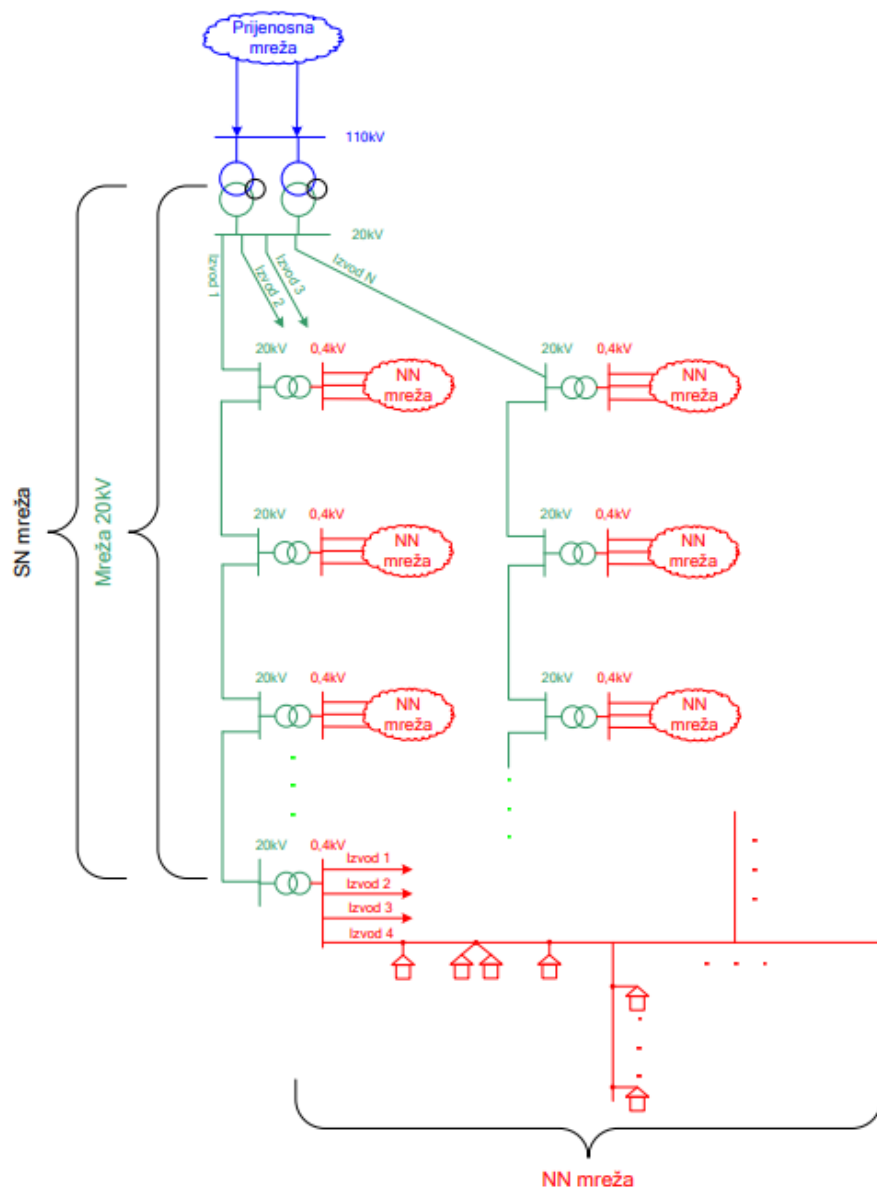 Prijenosna
mreža
110kV
20kV
Izvod 1
Izvod 2
Izvod 3
Izvod N
20kV
0,4kV
NN
mreža
20kV
0,4kV
NN
mreža
SN mreža
Mreža 20kV
20kV
0,4kV
NN
mreža
20kV
0,4kV
NN
mreža
20kV
0,4kV
NN
mreža
20kV
0,4kV
NN
mreža
20kV
0,4kV
Izvod 1
Izvod 2
Izvod 3
Izvod 4
NN mreža